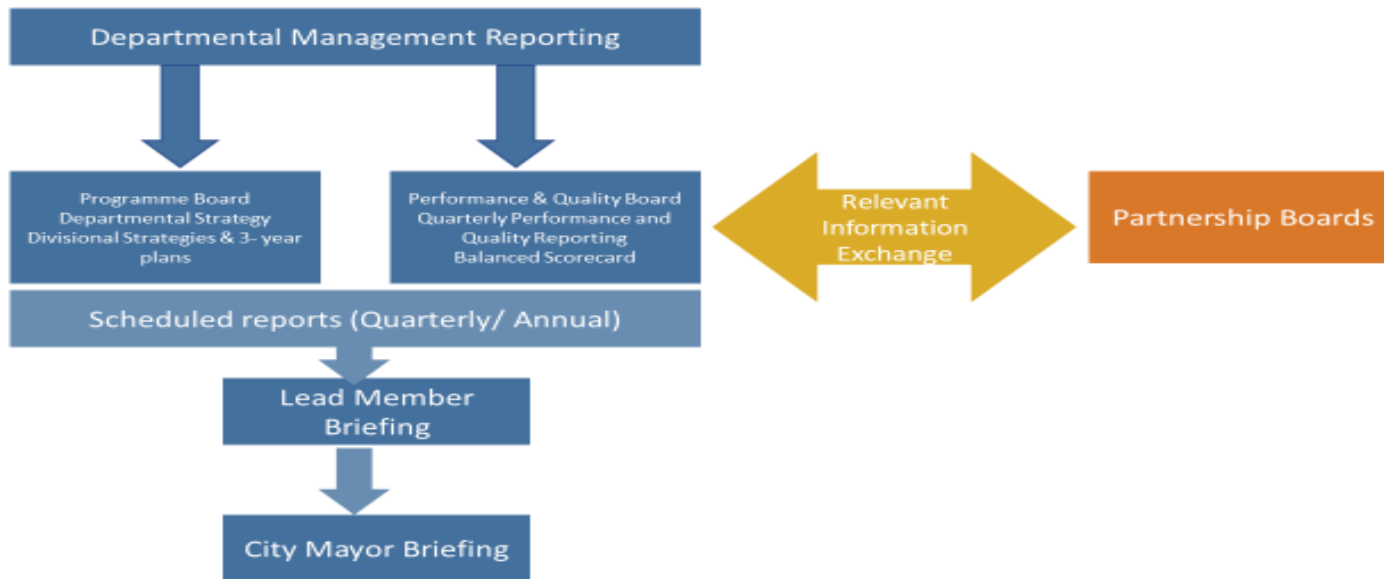 Departmental Management Reporting
Programme Board
Departmental Strategy
Divisional Strategies & 3- year
plans
Performance & Quality Board
Quarterly Performance and
Quality Reporting
Balanced Scorecard
Relevant
Information
Exchange
Partnership Boards
Scheduled reports (Quarterly/ Annual)
Lead Member
Briefing
City Mayor Briefing